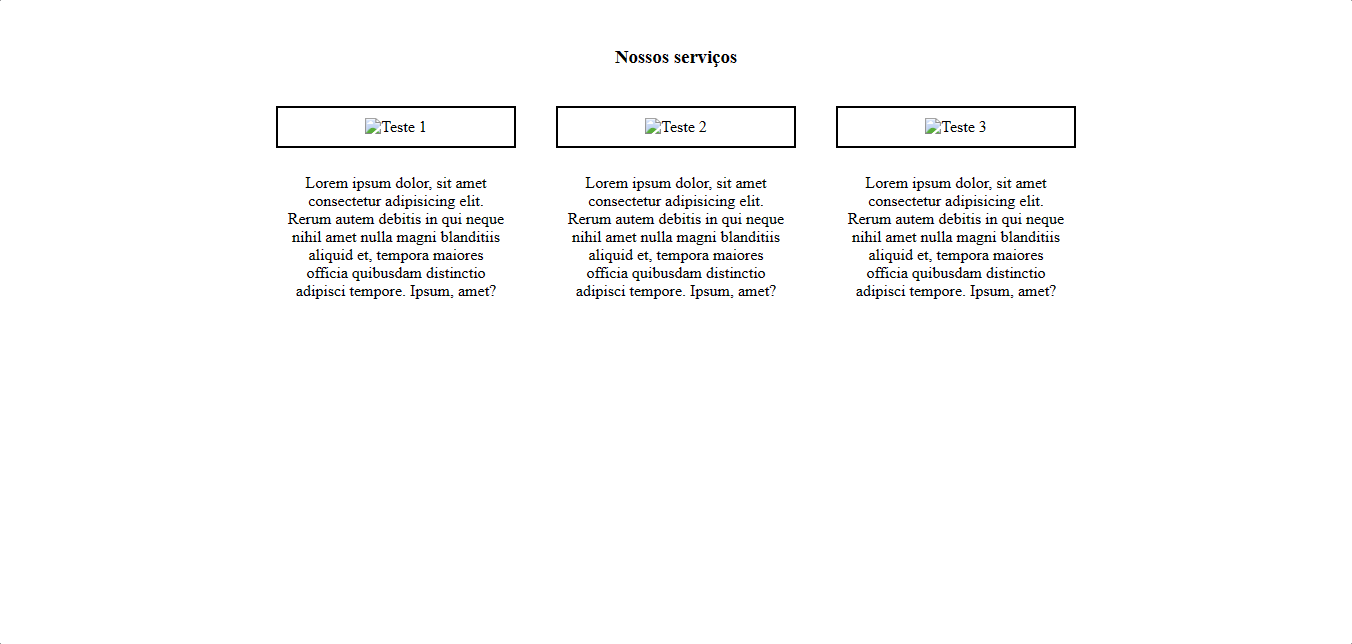 Nossos serviços
Teste 1
Teste 2
Teste 3
Lorem ipsum dolor, sit amet
consectetur adipisicing elit.
Rerum autem debitis in qui neque
nihil amet nulla magni blanditiis
aliquid et, tempora maiores
officia quibusdam distinctio
adipisci tempore. Ipsum, amet?
Lorem ipsum dolor, sit amet
consectetur adipisicing elit.
Rerum autem debitis in qui neque
nihil amet nulla magni blanditiis
aliquid et, tempora maiores
officia quibusdam distinctio
adipisci tempore. Ipsum, amet?
Lorem ipsum dolor, sit amet
consectetur adipisicing elit.
Rerum autem debitis in qui neque
nihil amet nulla magni blanditiis
aliquid et, tempora maiores
officia quibusdam distinctio
adipisci tempore. Ipsum, amet?